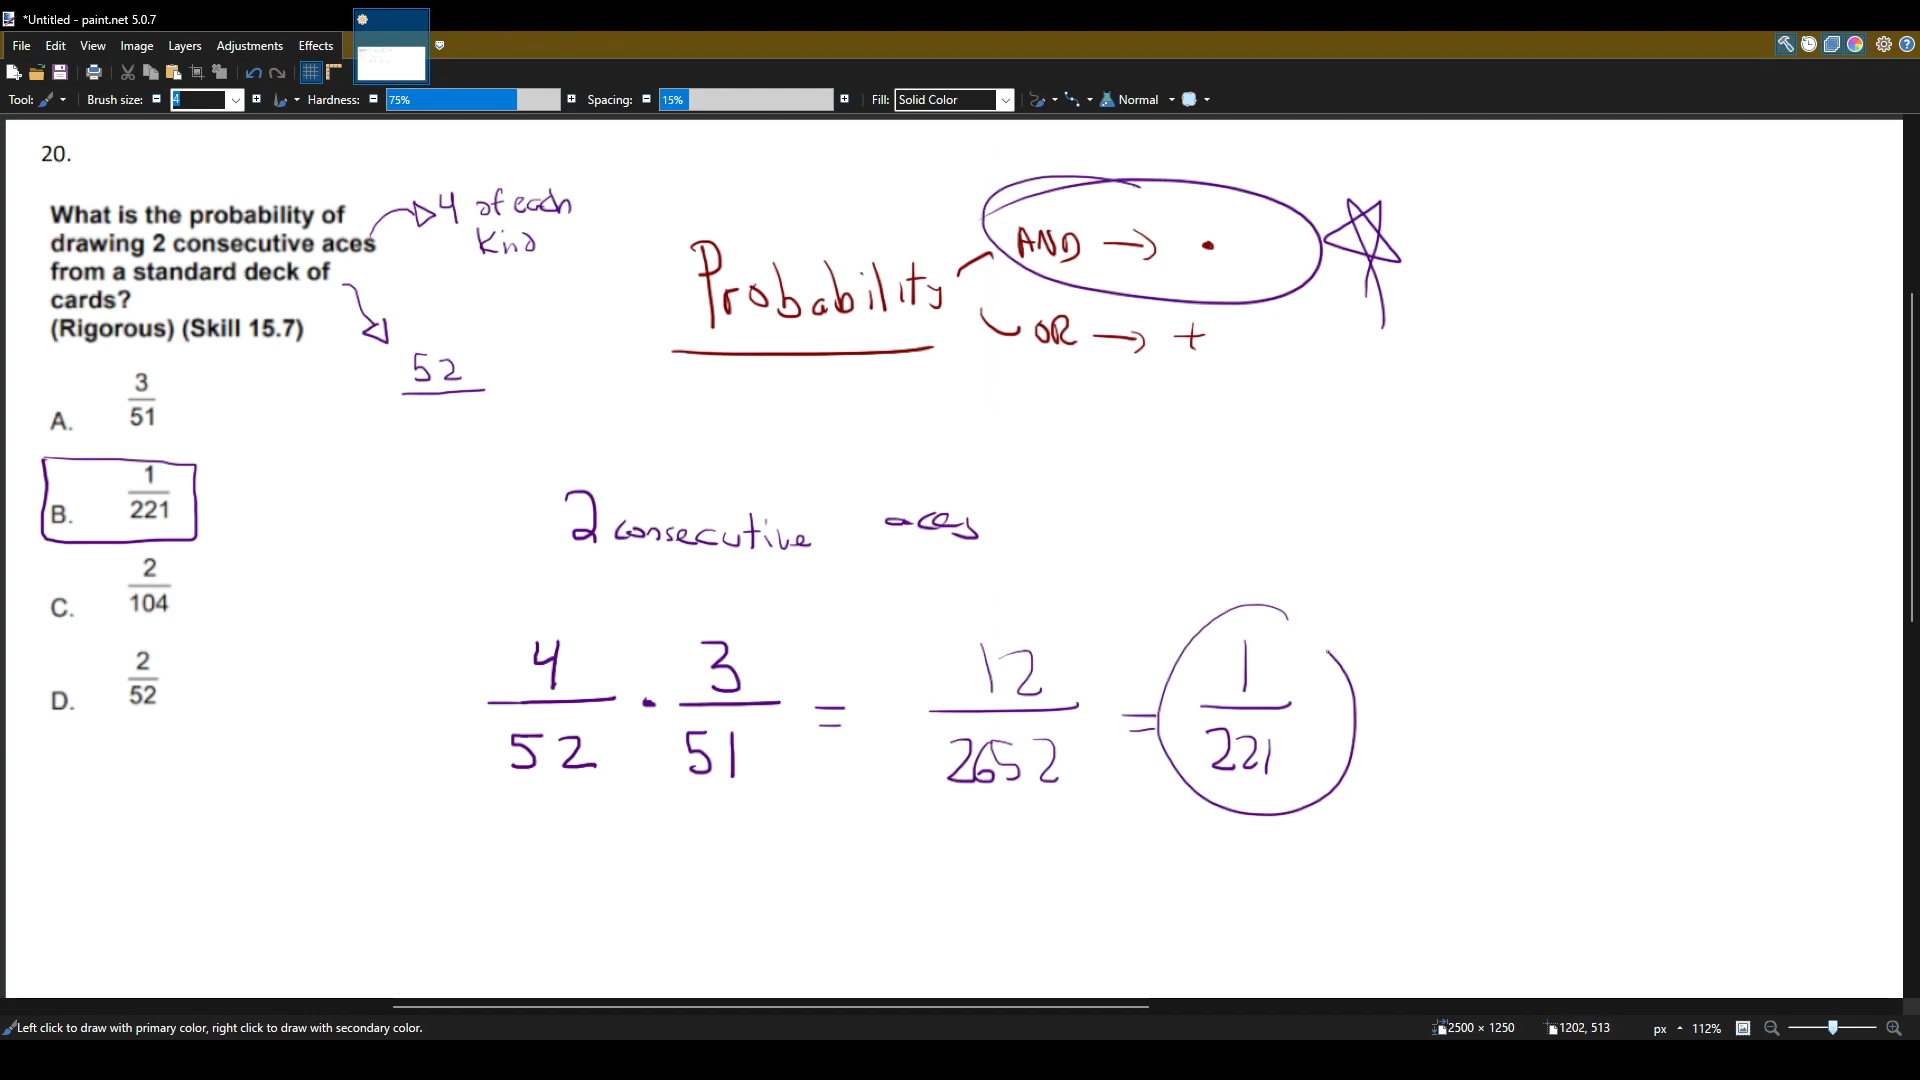 *Untitled - paint.net 5.0.7
File Edit View Image Layers Adjustments Effects
Tool: Brush size: 4 Hardness: 75% Spacing: 15% Fill: Solid Color Normal
20.
What is the probability of
drawing 2 consecutive aces
from a standard deck of
cards?
(Rigorous) (Skill 15.7)
4 of each
kind
52
Probability
AND → •
OR → +
A. 3/51
B. 1/221
C. 2/104
D. 2/52
2 consecutive aces
4/52 • 3/51 = 12/2652 = 1/221
Left click to draw with primary color, right click to draw with secondary color.
2500 × 1250 1202, 513 px 112%